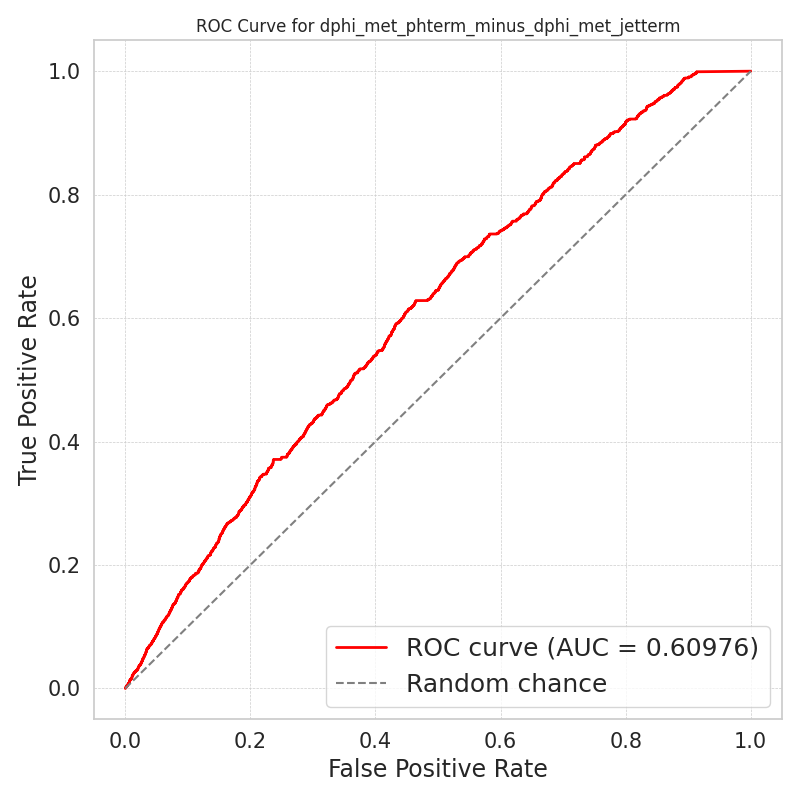 ROC Curve for dphi_met_phterm_minus_dphi_met_jetterm
True Positive Rate
1.0
0.8
0.6
0.4
0.2
0.0
ROC curve (AUC = 0.60976)
Random chance
0.0 0.2 0.4 0.6 0.8 1.0
False Positive Rate